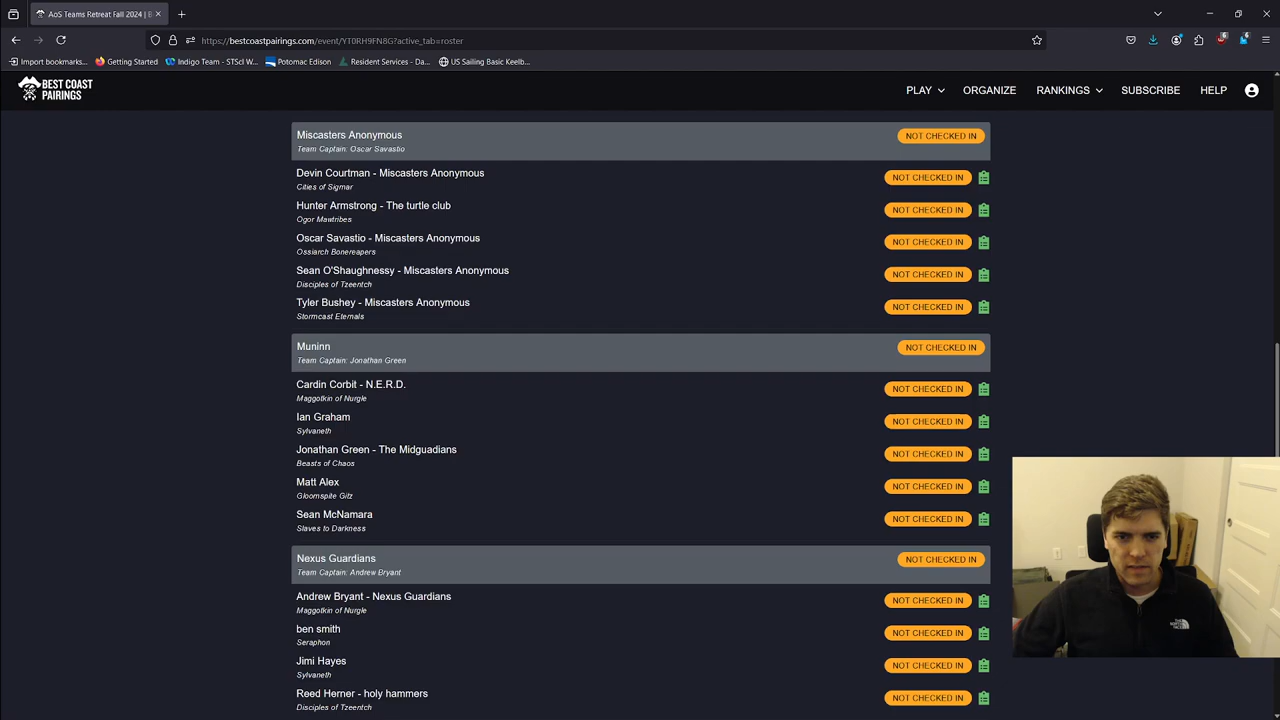 AoS Teams Retreat Fall 2024 | B
https://bestcoastpairings.com/event/YT0RH9FN8G?active_tab=roster
6
6
Import bookmarks...
Getting Started
Indigo Team - STScI W...
Potomac Edison
Resident Services - Da...
US Sailing Basic Keelb...
BEST COAST
PAIRINGS
PLAY
ORGANIZE
RANKINGS
SUBSCRIBE
HELP
Miscasters Anonymous
NOT CHECKED IN
Team Captain: Oscar Savastio
Devin Courtman - Miscasters Anonymous
NOT CHECKED IN
Cities of Sigmar
Hunter Armstrong - The turtle club
NOT CHECKED IN
Ogor Mawtribes
Oscar Savastio - Miscasters Anonymous
NOT CHECKED IN
Ossiarch Bonereapers
Sean O'Shaughnessy - Miscasters Anonymous
NOT CHECKED IN
Disciples of Tzeentch
Tyler Bushey - Miscasters Anonymous
NOT CHECKED IN
Stormcast Eternals
Muninn
NOT CHECKED IN
Team Captain: Jonathan Green
Cardin Corbit - N.E.R.D.
NOT CHECKED IN
Maggotkin of Nurgle
Ian Graham
NOT CHECKED IN
Sylvaneth
Jonathan Green - The Midguadians
NOT CHECKED IN
Beasts of Chaos
Matt Alex
NOT CHECKED IN
Gloomspite Gitz
Sean McNamara
NOT CHECKED IN
Slaves to Darkness
Nexus Guardians
NOT CHECKED IN
Team Captain: Andrew Bryant
Andrew Bryant - Nexus Guardians
NOT CHECKED IN
Maggotkin of Nurgle
ben smith
NOT CHECKED IN
Seraphon
Jimi Hayes
NOT CHECKED IN
Sylvaneth
Reed Herner - holy hammers
NOT CHECKED IN
Disciples of Tzeentch